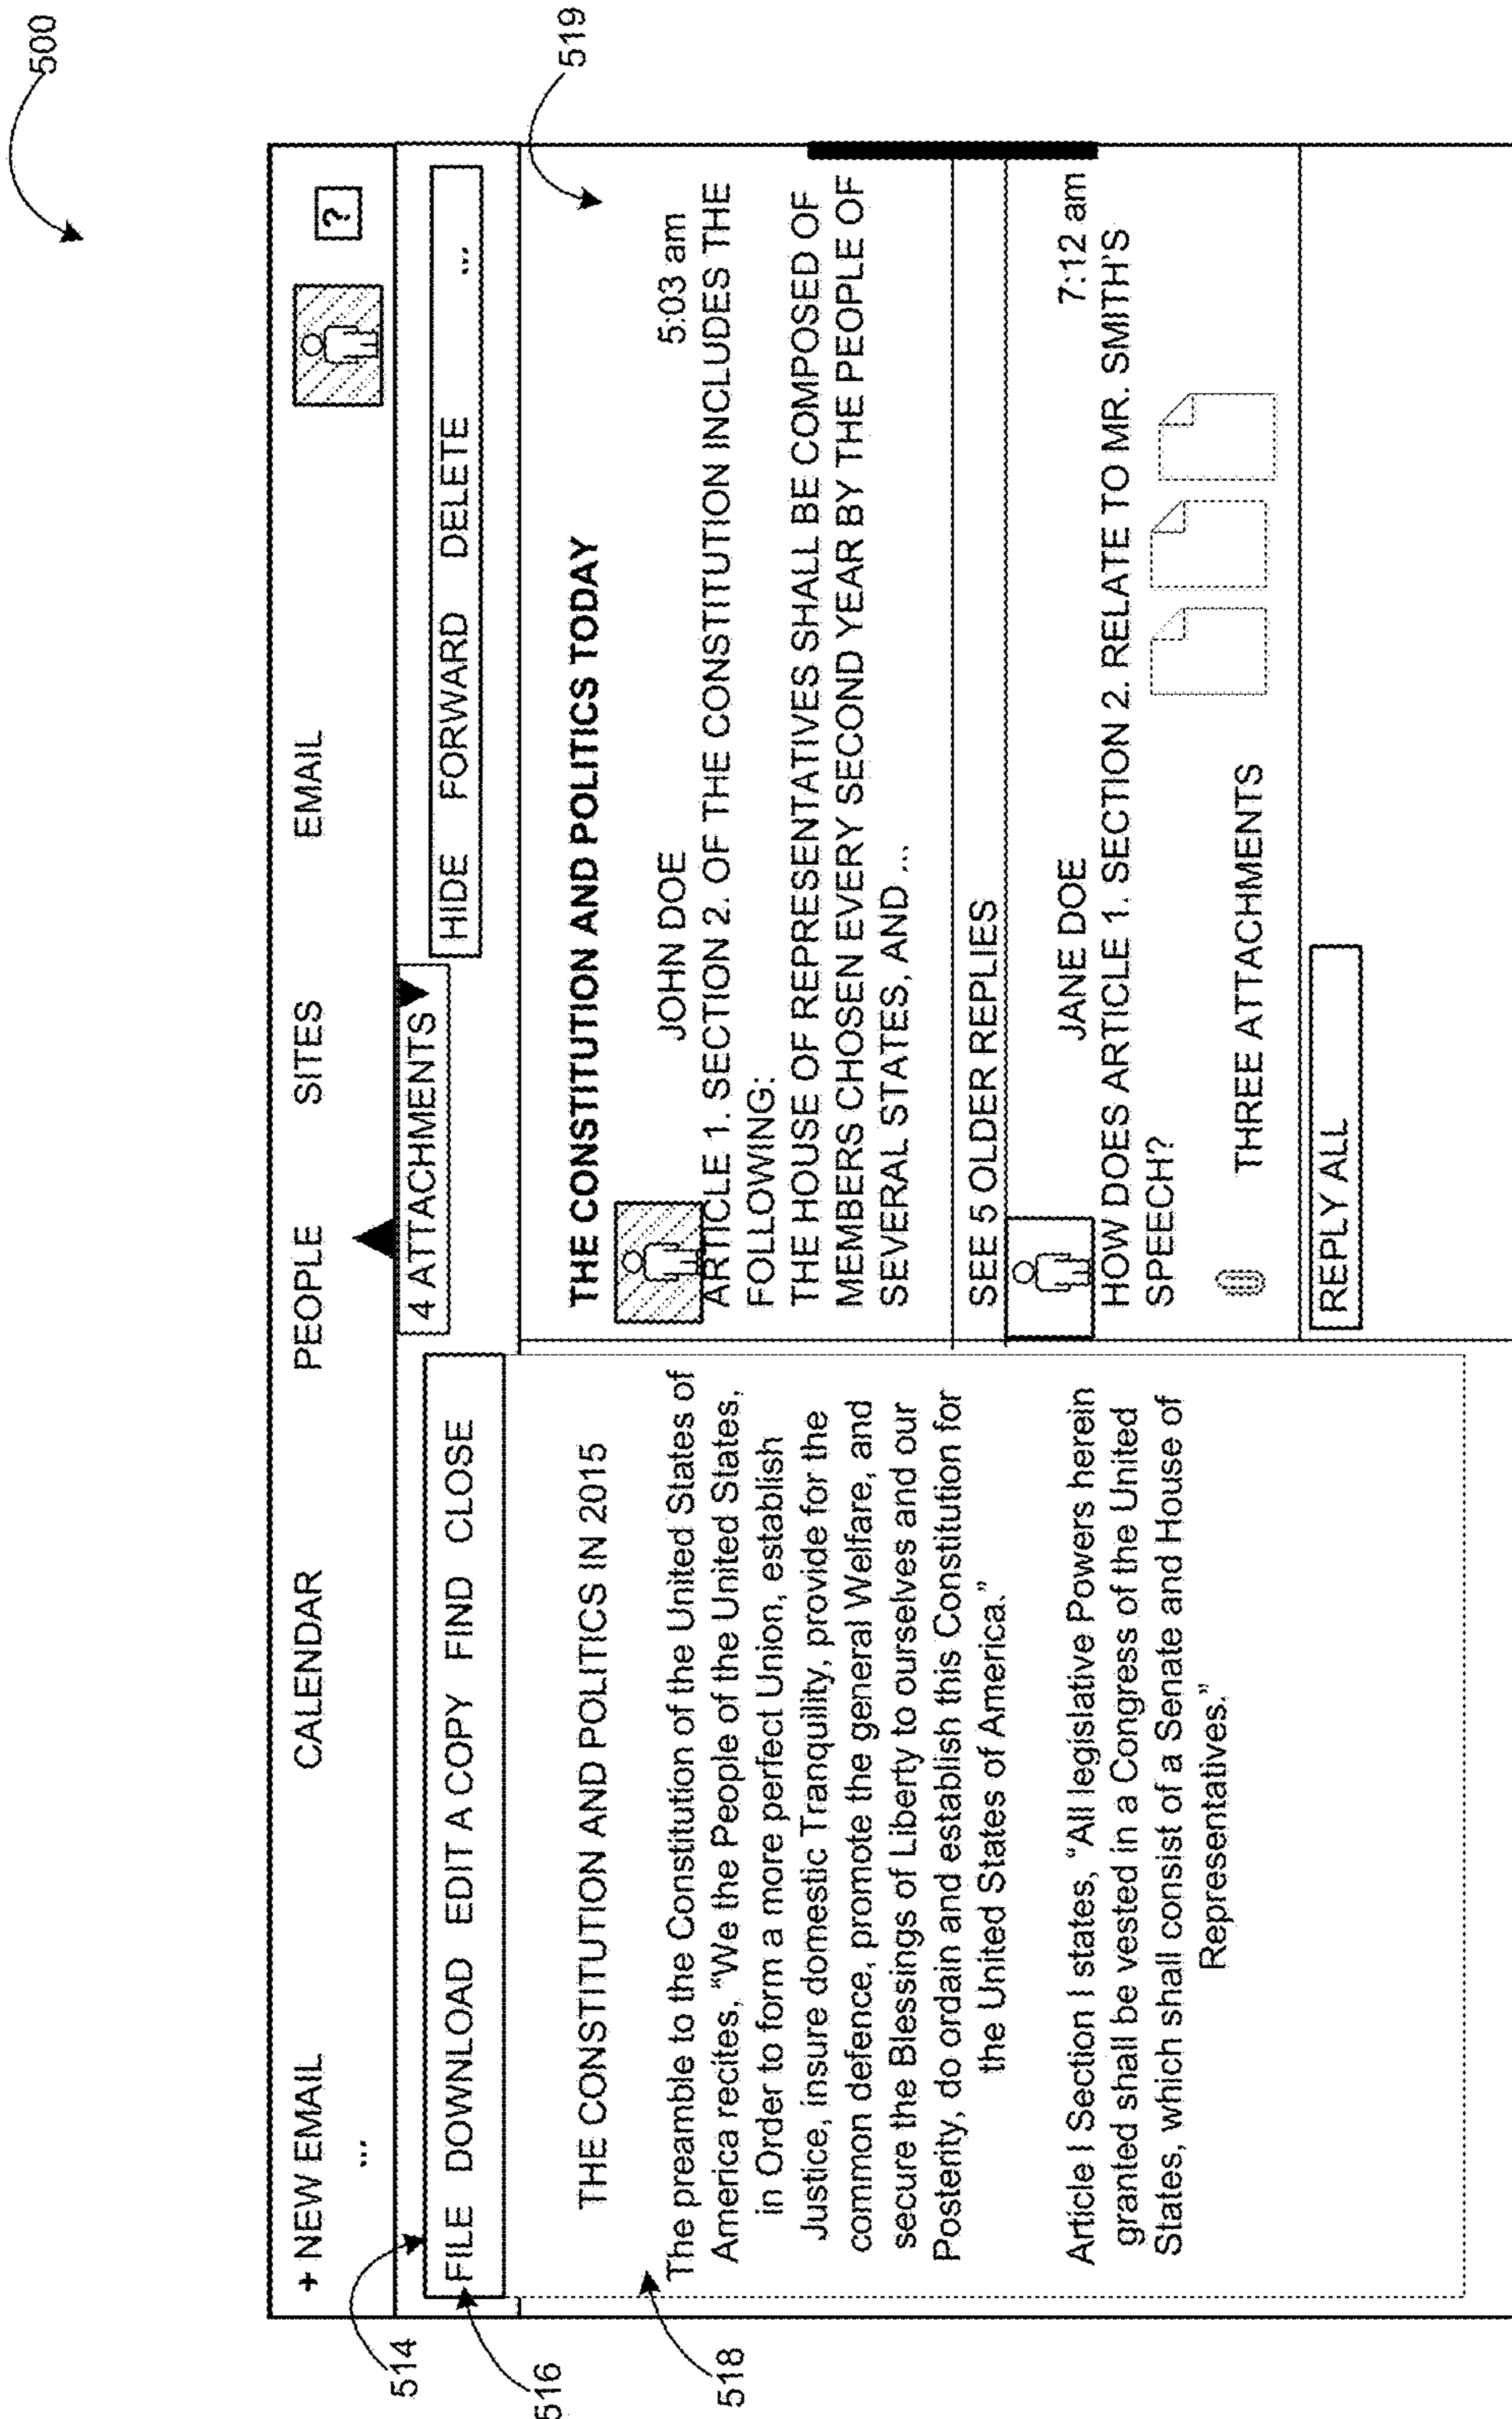 500
+ NEW EMAIL CALENDAR PEOPLE SITES EMAIL ?
...
4 ATTACHMENTS
514
FILE DOWNLOAD EDIT A COPY FIND CLOSE
516
HIDE FORWARD DELETE ...
518
THE CONSTITUTION AND POLITICS IN 2015
The preamble to the Constitution of the United States of
America recites, “We the People of the United States,
in Order to form a more perfect Union, establish
Justice, insure domestic Tranquility, provide for the
common defence, promote the general Welfare, and
secure the Blessings of Liberty to ourselves and our
Posterity, do ordain and establish this Constitution for
the United States of America.”
Article I Section I states, “All legislative Powers herein
granted shall be vested in a Congress of the United
States, which shall consist of a Senate and House of
Representatives.”
519
THE CONSTITUTION AND POLITICS TODAY
JOHN DOE 5:03 am
ARTICLE 1. SECTION 2. OF THE CONSTITUTION INCLUDES THE
FOLLOWING:
THE HOUSE OF REPRESENTATIVES SHALL BE COMPOSED OF
MEMBERS CHOSEN EVERY SECOND YEAR BY THE PEOPLE OF
SEVERAL STATES, AND ...
SEE 5 OLDER REPLIES
JANE DOE 7:12 am
HOW DOES ARTICLE 1. SECTION 2. RELATE TO MR. SMITH'S
SPEECH?
THREE ATTACHMENTS
REPLY ALL